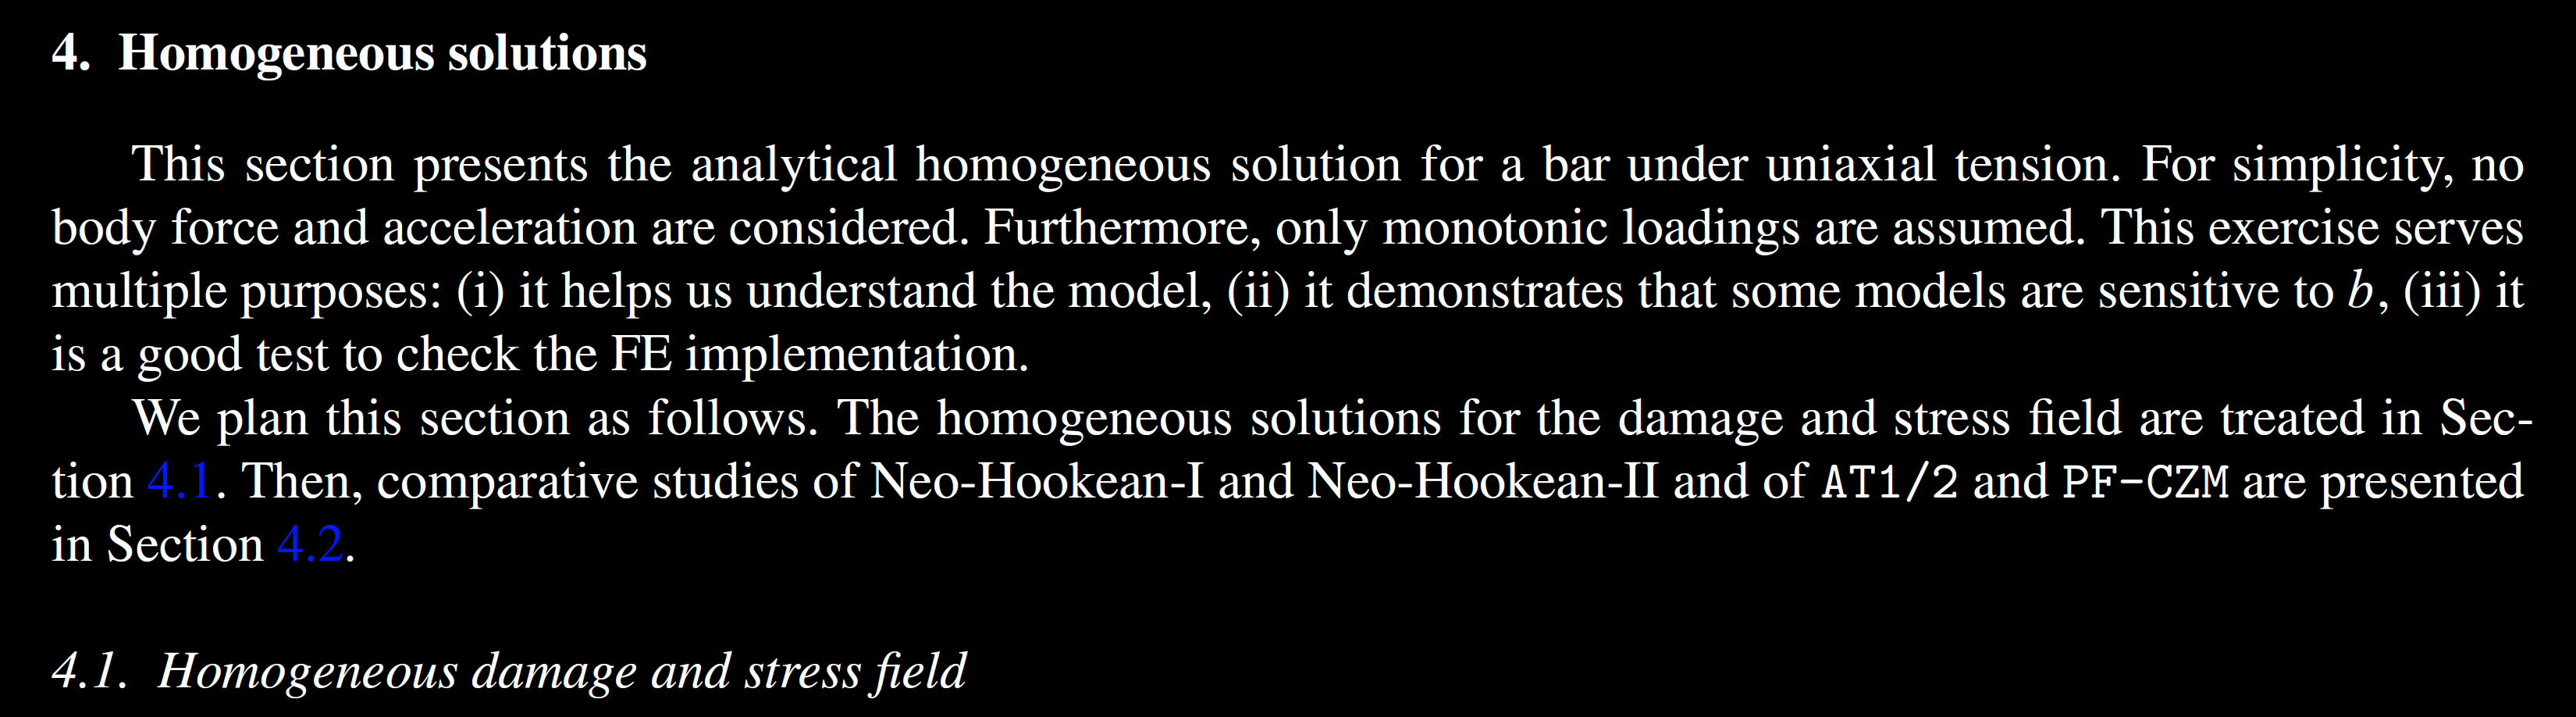 4. Homogeneous solutions
This section presents the analytical homogeneous solution for a bar under uniaxial tension. For simplicity, no
body force and acceleration are considered. Furthermore, only monotonic loadings are assumed. This exercise serves
multiple purposes: (i) it helps us understand the model, (ii) it demonstrates that some models are sensitive to b, (iii) it
is a good test to check the FE implementation.
We plan this section as follows. The homogeneous solutions for the damage and stress field are treated in Sec-
tion 4.1. Then, comparative studies of Neo-Hookean-I and Neo-Hookean-II and of AT1/2 and PF-CZM are presented
in Section 4.2.
4.1. Homogeneous damage and stress field